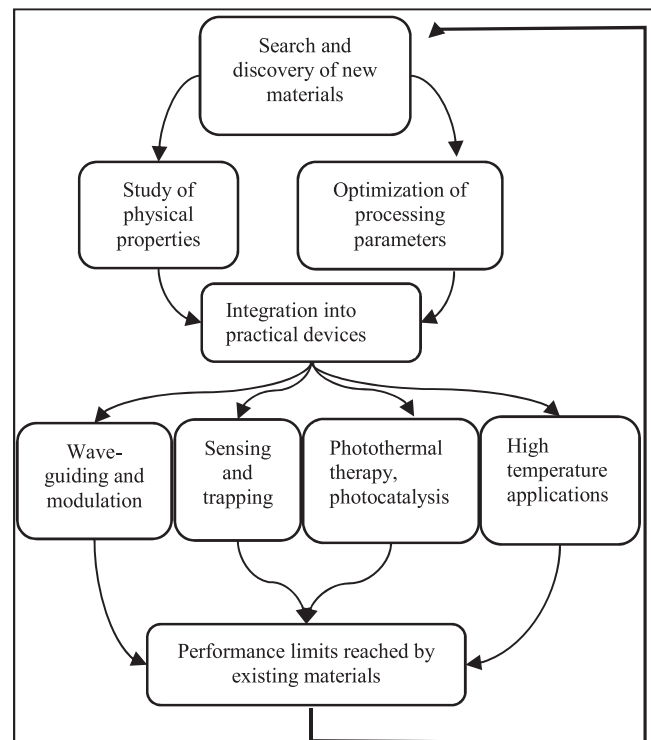 Search and
discovery of new
materials
Study of
physical
properties
Optimization of
processing
parameters
Integration into
practical devices
Wave-
guiding and
modulation
Sensing
and
trapping
Photothermal
therapy,
photocatalysis
High
temperature
applications
Performance limits reached by
existing materials